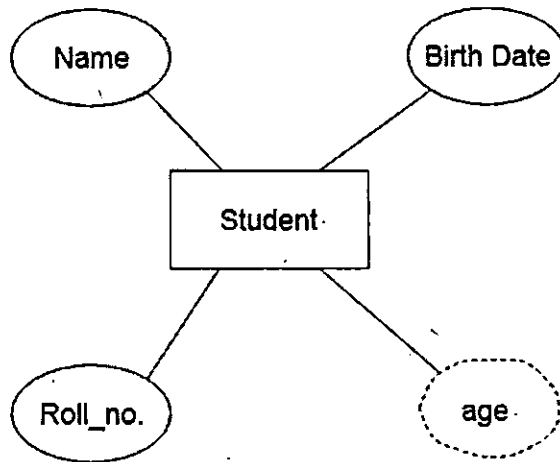 Name
Birth Date
Student
Roll_no.
age